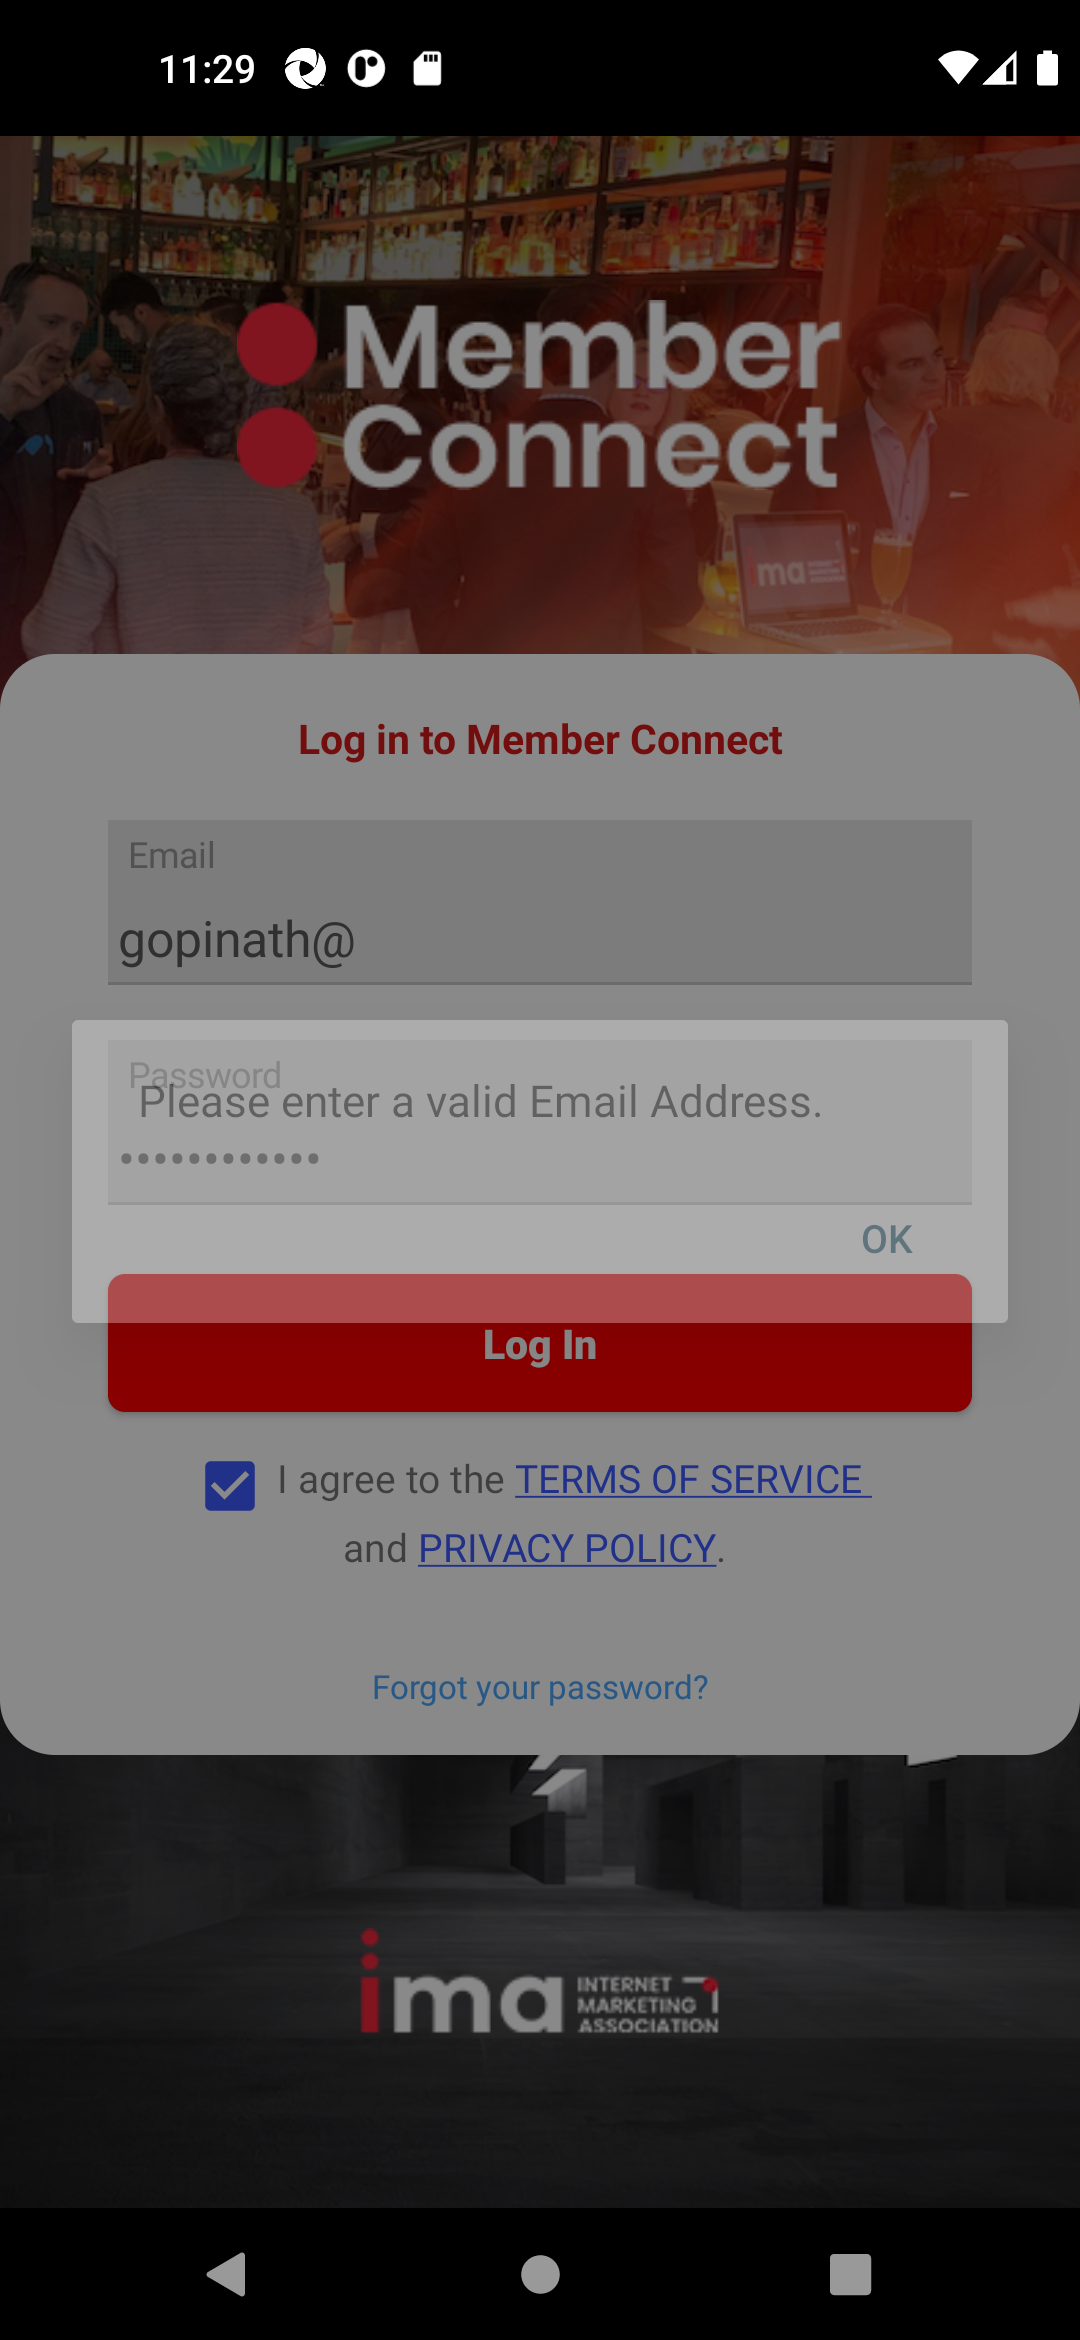 11:29
Member
Connect
ima
Log in to Member Connect
Email
gopinath@
Password
Please enter a valid Email Address.
••••••••••••
OK
Log In
I agree to the TERMS OF SERVICE
and PRIVACY POLICY.
Forgot your password?
ima INTERNET
MARKETING
ASSOCIATION